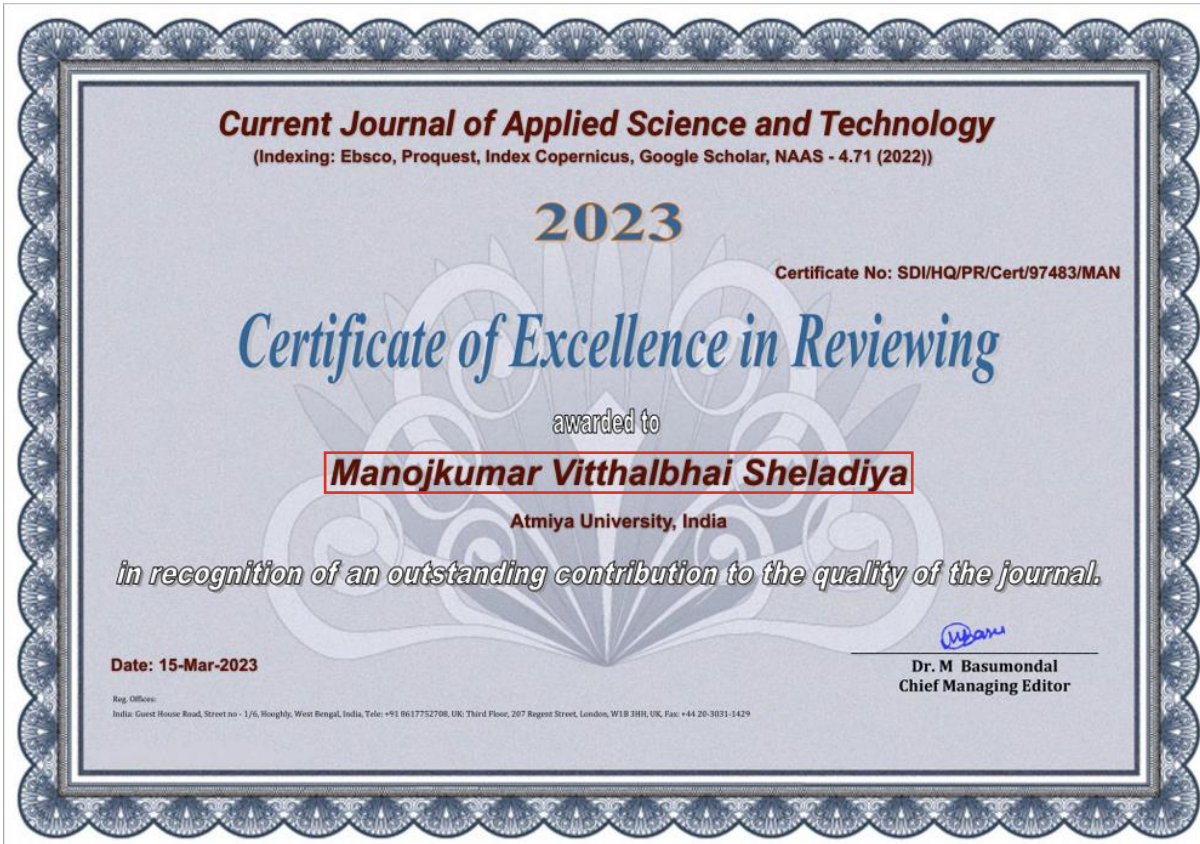 Current Journal of Applied Science and Technology
(Indexing: Ebsco, Proquest, Index Copernicus, Google Scholar, NAAS - 4.71 (2022))
2023
Certificate No: SDI/HQ/PR/Cert/97483/MAN
Certificate of Excellence in Reviewing
awarded to
Manojkumar Vitthalbhai Sheladiya
Atmiya University, India
in recognition of an outstanding contribution to the quality of the journal.
Date: 15-Mar-2023
Dr. M Basumondal
Chief Managing Editor
Reg. Offices:
India: Guest House Road, Street no - 1/6, Hooghly, West Bengal, India, Tele: +91 8617752708, UK: Third Floor, 207 Regent Street, London, W1B 3HH, UK, Fax: +44 20-3031-1429